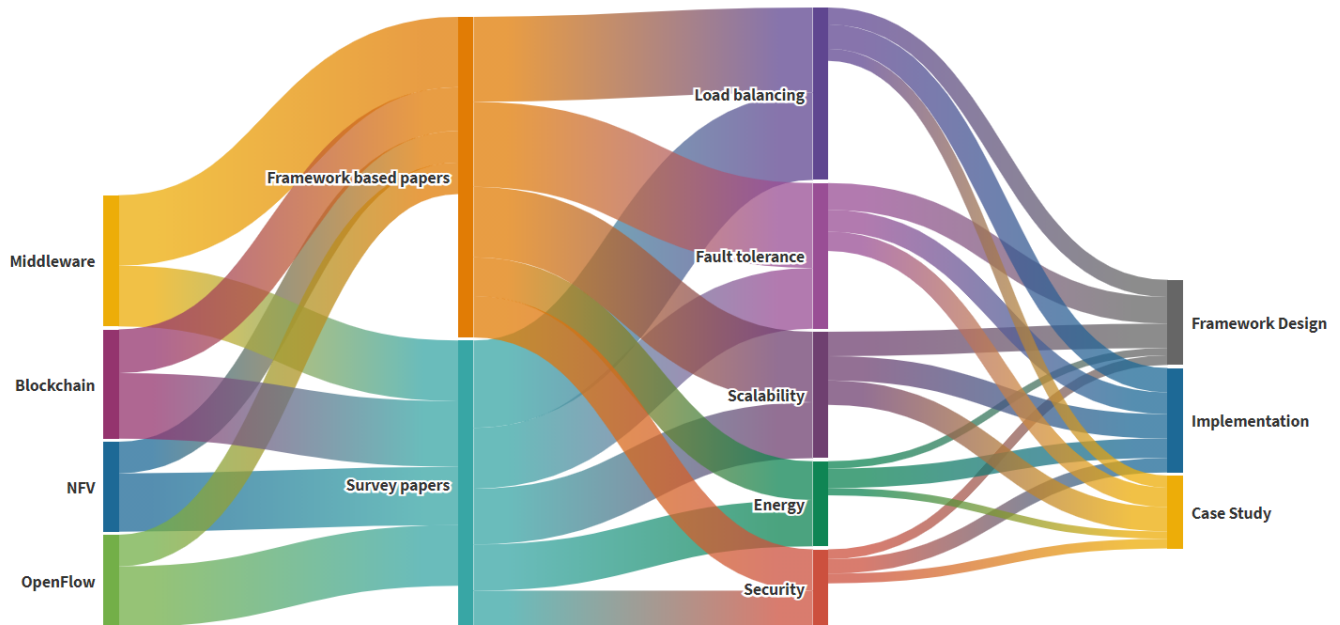 Middleware
Blockchain
NFV
OpenFlow
Framework based papers
Survey papers
Load balancing
Fault tolerance
Scalability
Energy
Security
Framework Design
Implementation
Case Study